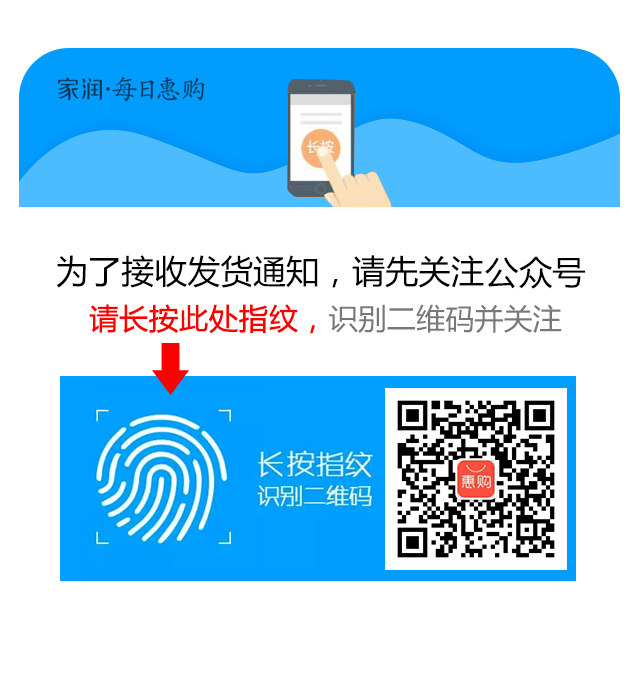 家润·每日惠购
长按
为了接收发货通知，请先关注公众号
请长按此处指纹，识别二维码并关注
长按指纹
识别二维码
惠购